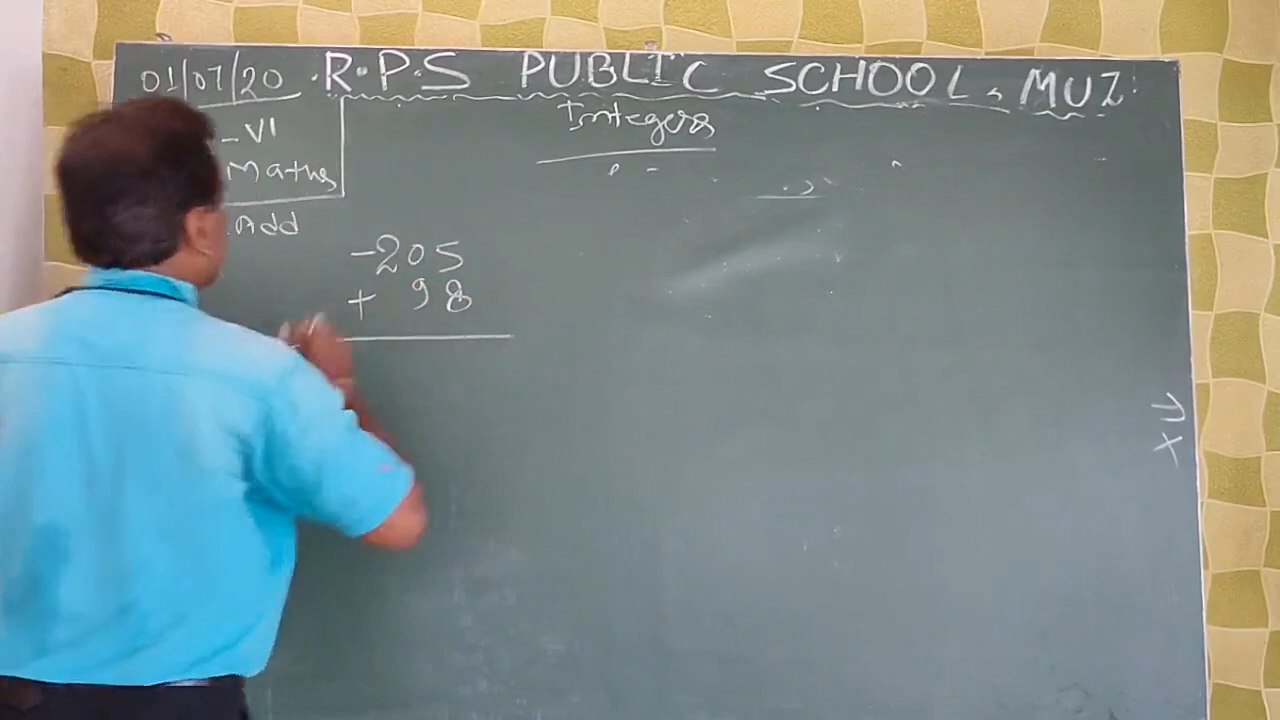 01/07/20 .R.P.S PUBLIC SCHOOL, MUZ:
Integers
- VI
Maths
.Add
-205
+ 98